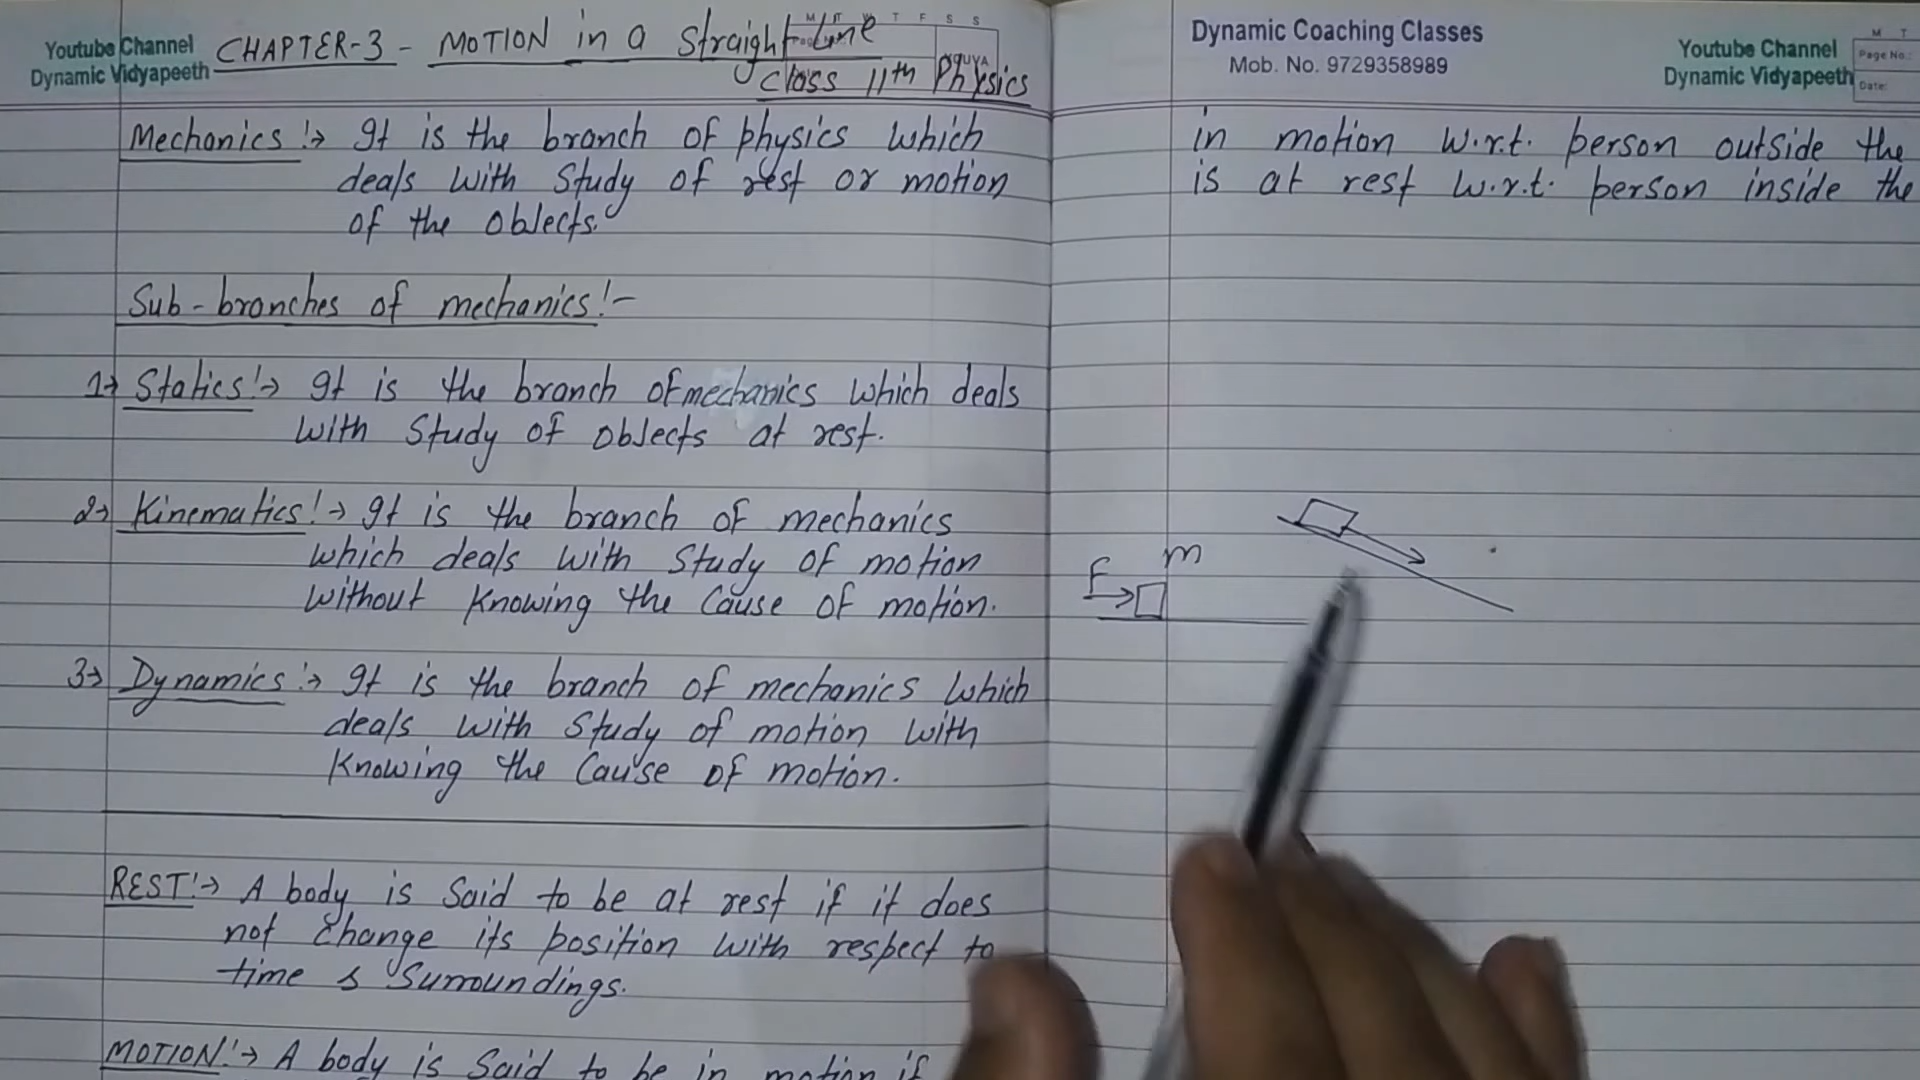 Youtube Channel
Dynamic Vidyapeeth
CHAPTER-3 - MOTION in a Straight Line
Class 11th Physics
M T W T F S S
Mechanics :→ It is the branch of physics which
deals with Study of rest or motion
of the objects.
Sub-branches of mechanics :-
1→ Statics :→ It is the branch of mechanics which deals
with Study of objects at rest.
2→ Kinematics :→ It is the branch of mechanics
which deals with Study of motion
without Knowing the Cause of motion.
3→ Dynamics :→ It is the branch of mechanics which
deals with Study of motion with
Knowing the Cause of motion.
REST :→ A body is Said to be at rest if it does
not change its position with respect to
time & Surroundings.
MOTION :→ A body is Said to be in motion if
Dynamic Coaching Classes
Mob. No. 9729358989
Youtube Channel
Dynamic Vidyapeeth
M T
Page No.:
Date:
in motion w.r.t. person outside the
is at rest w.r.t. person inside the
F
m